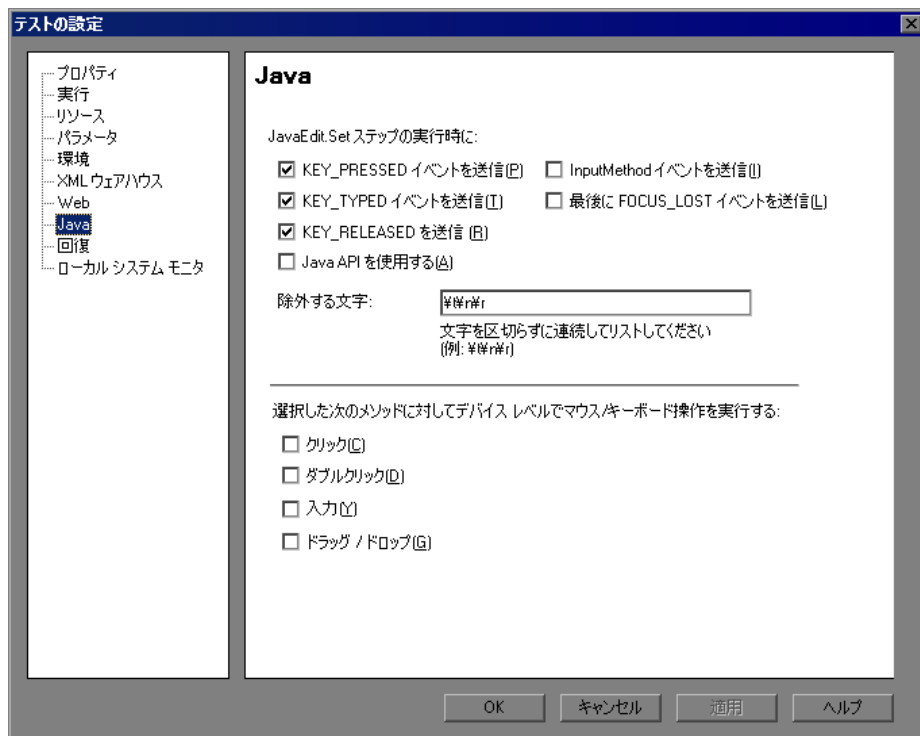 テストの設定
プロパティ
実行
リソース
パラメータ
環境
XML ウェアハウス
Web
Java
回復
ローカル システム モニタ
Java
JavaEdit.Set ステップの実行時に:
KEY_PRESSED イベントを送信(P)
InputMethod イベントを送信(I)
KEY_TYPED イベントを送信(T)
最後に FOCUS_LOST イベントを送信(L)
KEY_RELEASED を送信 (R)
Java API を使用する(A)
除外する文字:
¥t¥n¥r
文字を区切らずに連続してリストしてください
(例: ¥t¥n¥r)
選択した次のメソッドに対してデバイス レベルでマウス/キーボード操作を実行する:
クリック(C)
ダブルクリック(D)
入力(Y)
ドラッグ / ドロップ(G)
OK
キャンセル
適用
ヘルプ